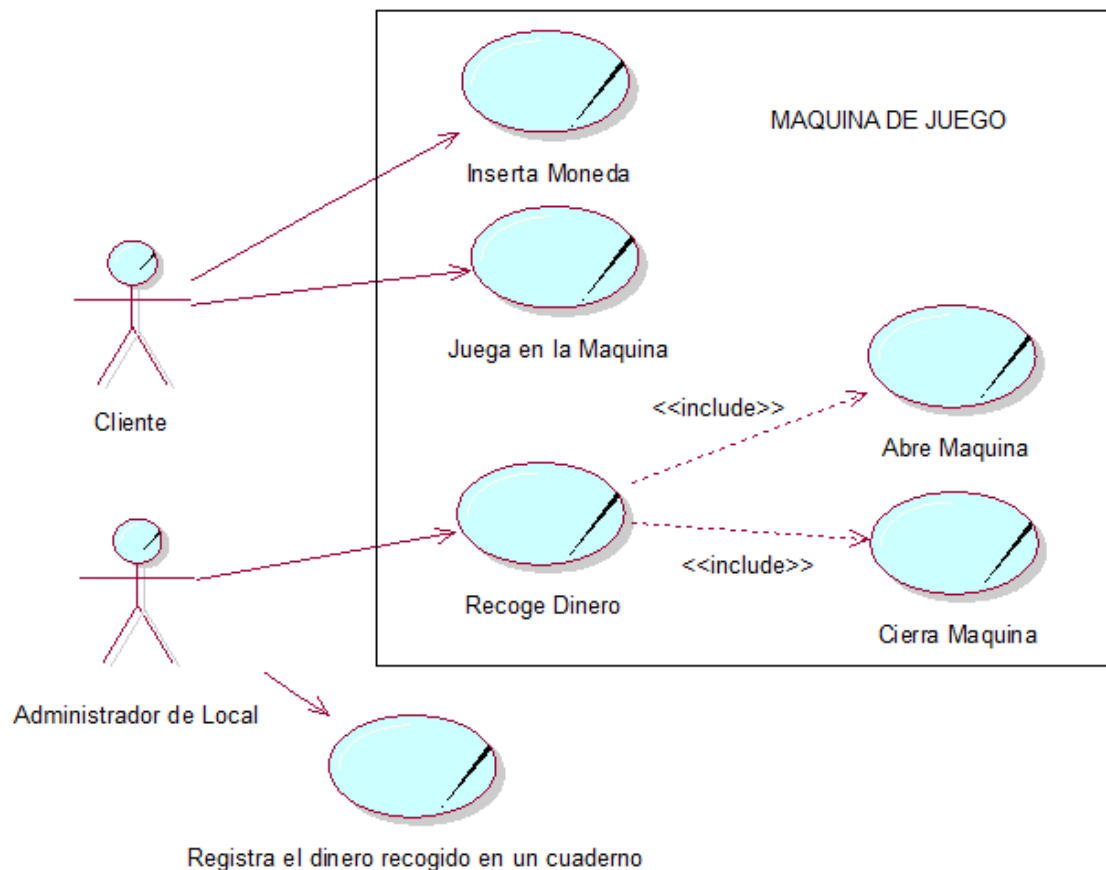 MAQUINA DE JUEGO
Inserta Moneda
Juega en la Maquina
Cliente
<<include>>
Abre Maquina
<<include>>
Recoge Dinero
Cierra Maquina
Administrador de Local
Registra el dinero recogido en un cuaderno